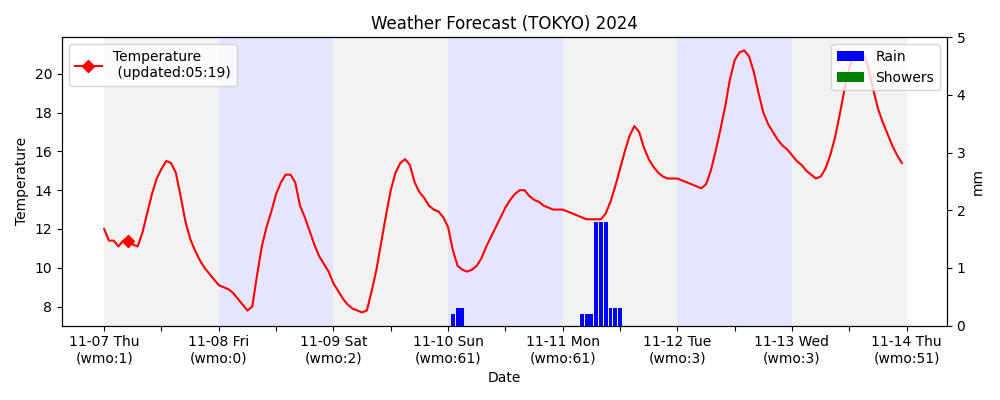 Weather Forecast (TOKYO) 2024
Temperature
(updated:05:19)
Rain
Showers
Temperature
20
18
16
14
12
10
8
5
4
3
2
1
0
mm
11-07 Thu
(wmo:1)
11-08 Fri
(wmo:0)
11-09 Sat
(wmo:2)
11-10 Sun
(wmo:61)
11-11 Mon
(wmo:61)
11-12 Tue
(wmo:3)
11-13 Wed
(wmo:3)
11-14 Thu
(wmo:51)
Date